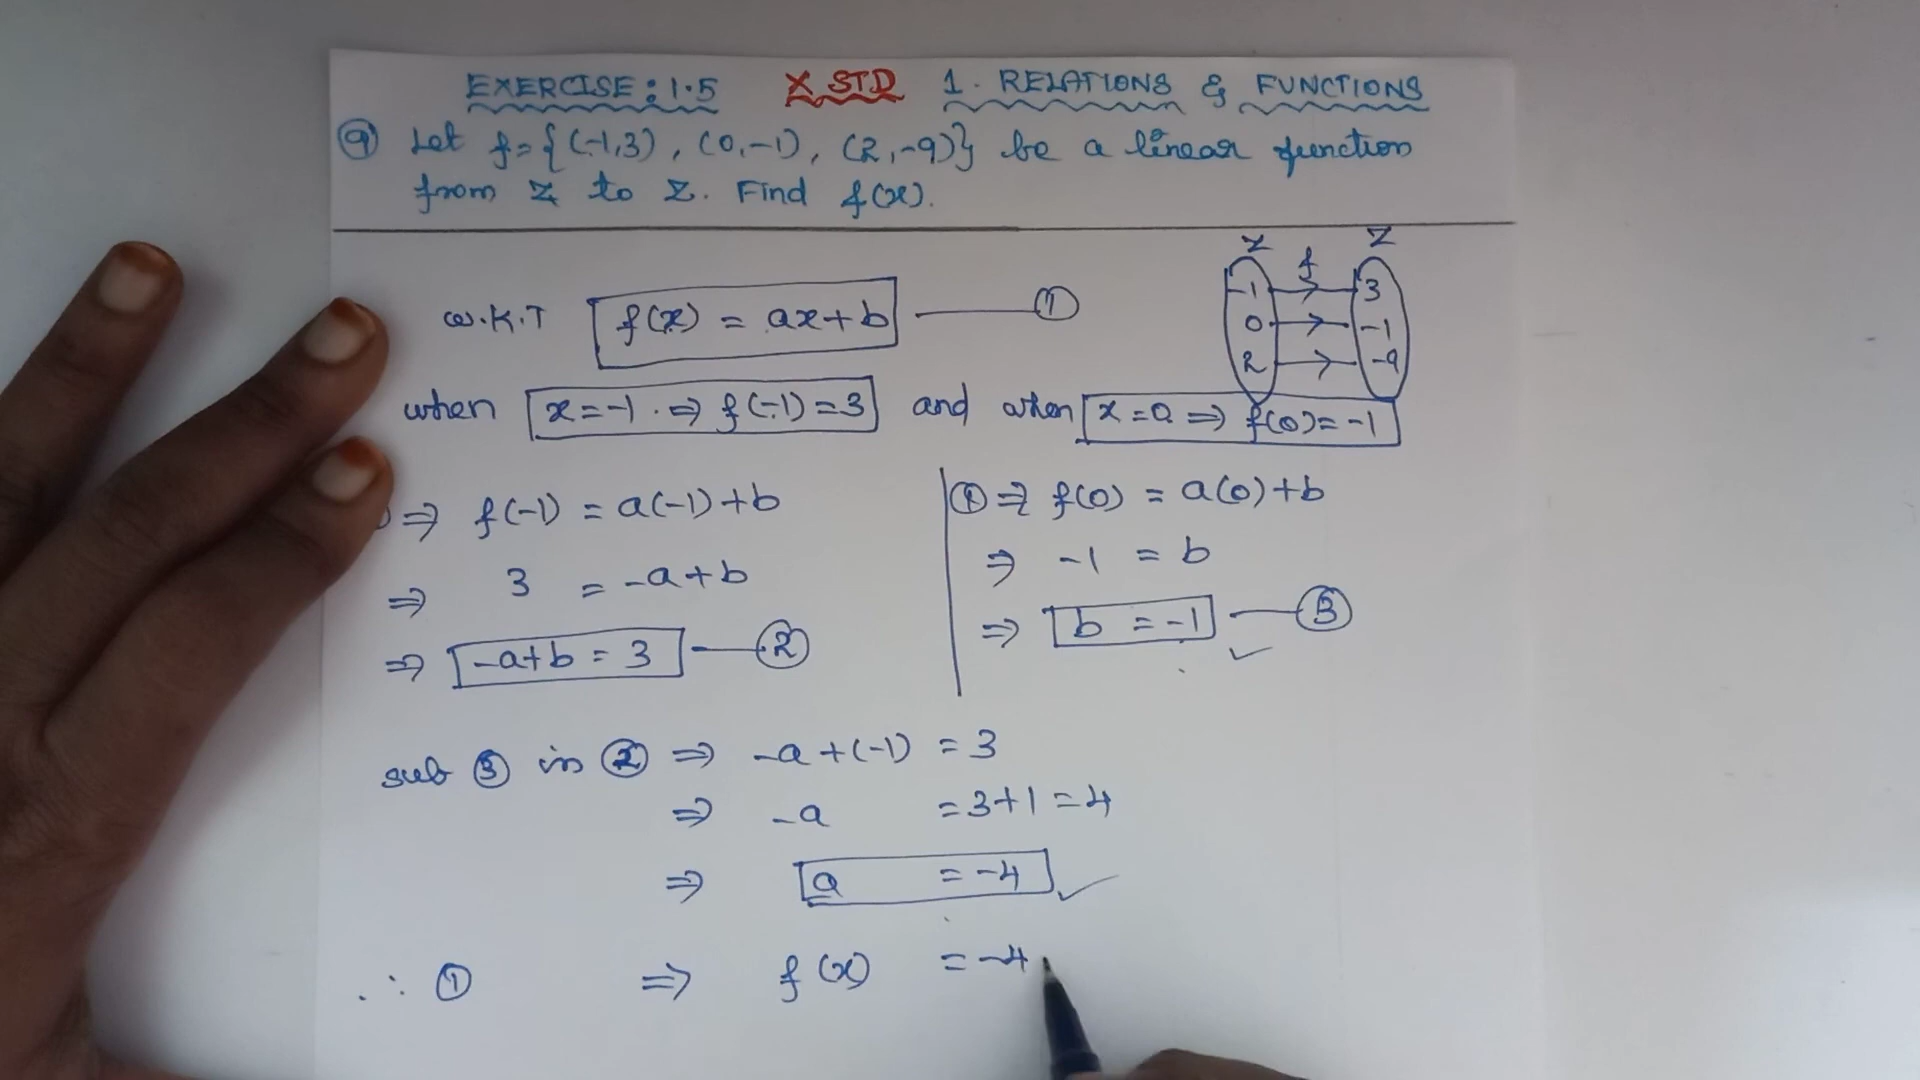 EXERCISE: 1.5 X STD 1. RELATIONS & FUNCTIONS
⑨ Let f={(-1,3), (0,-1), (2,-9)} be a linear function
from Z to Z. Find f(x).
Z f Z
-1 3
0 -1
2 -9
W.K.T f(x) = ax+b ①
when x=-1 ⇒ f(-1)=3 and when x=0 ⇒ f(0)=-1
⇒ f(-1) = a(-1)+b
⇒ 3 = -a+b
⇒ -a+b = 3 ②
①⇒ f(0) = a(0)+b
⇒ -1 = b
⇒ b = -1 ③
sub ③ in ② ⇒ -a+(-1) = 3
⇒ -a = 3+1 = 4
⇒ a = -4
∴ ① ⇒ f(x) = -4